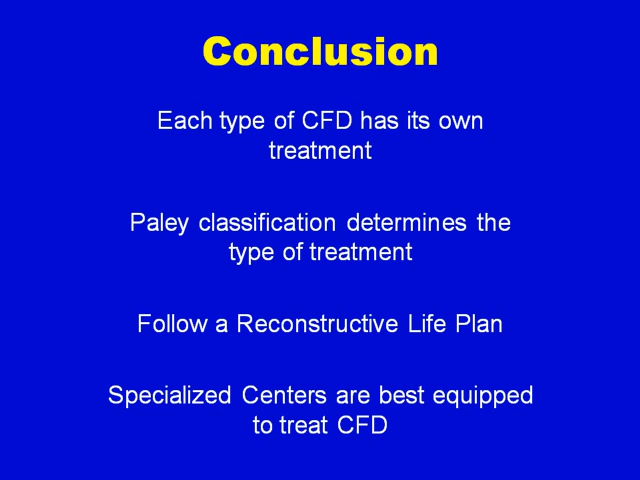 Conclusion
Each type of CFD has its own
treatment
Paley classification determines the
type of treatment
Follow a Reconstructive Life Plan
Specialized Centers are best equipped
to treat CFD